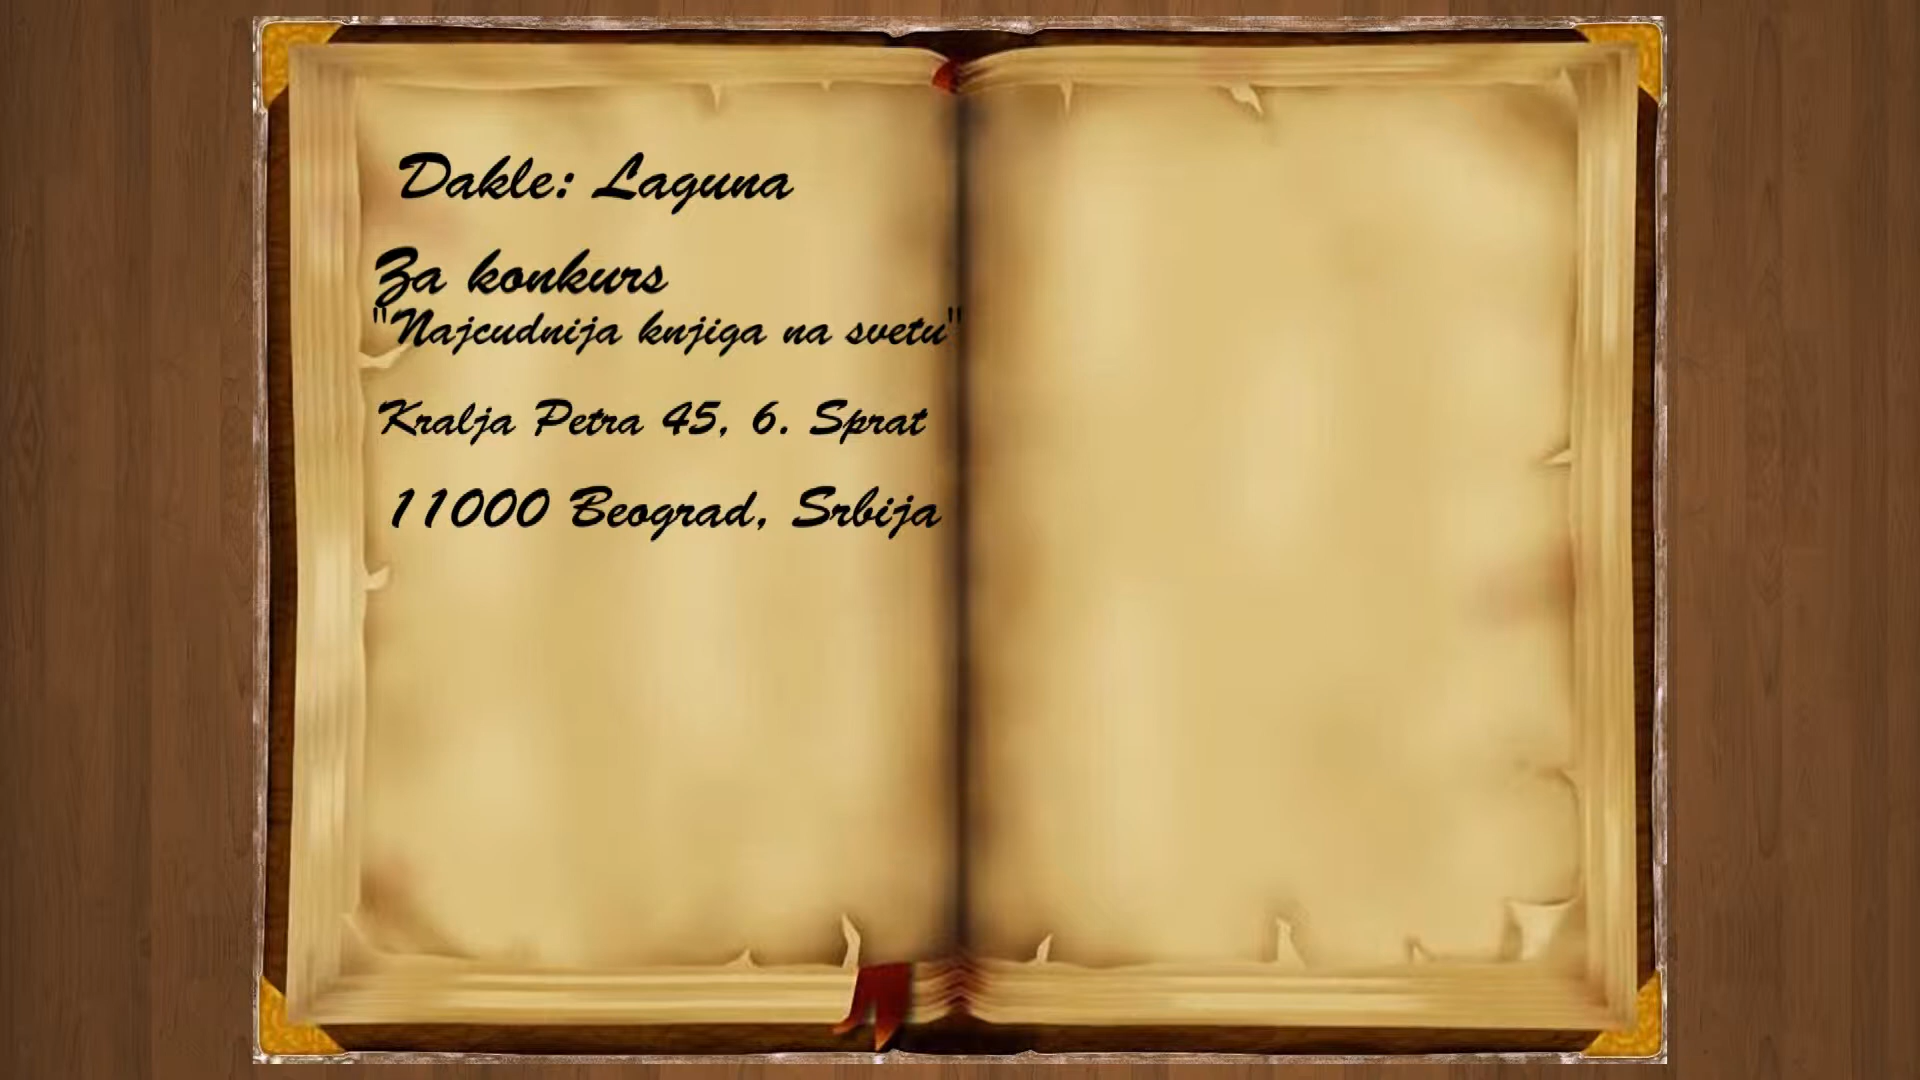 Dakle: Laguna
Za konkurs
"Najcudnija knjiga na svetu"
Kralja Petra 45, 6. Sprat
11000 Beograd, Srbija